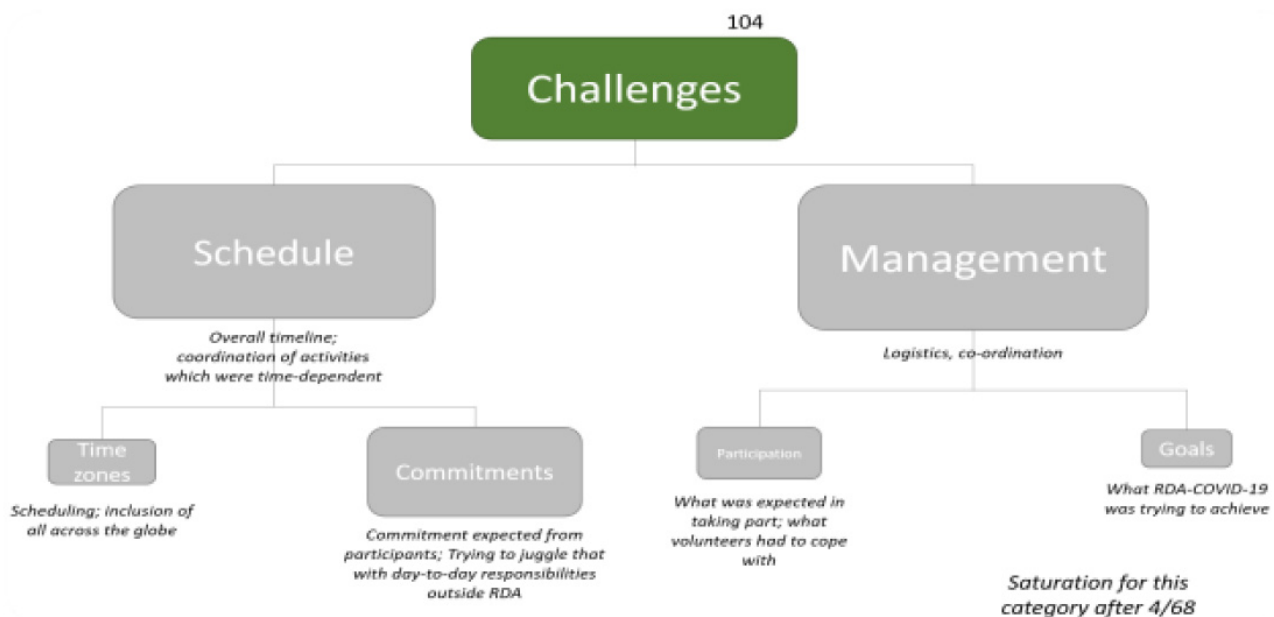 104
Challenges
Schedule
Management
Overall timeline;
coordination of activities
which were time-dependent
Logistics, co-ordination
Time
zones
Commitments
Participation
Goals
Scheduling; inclusion of
all across the globe
Commitment expected from
participants; Trying to juggle that
with day-to-day responsibilities
outside RDA
What was expected in
taking part; what
volunteers had to cope
with
What RDA-COVID-19
was trying to achieve
Saturation for this
category after 4/68